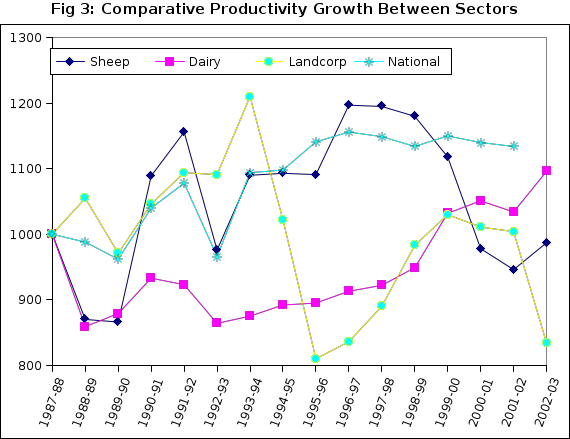 Fig 3: Comparative Productivity Growth Between Sectors
1300
Sheep Dairy Landcorp National
1200
1100
1000
900
800
1987-88 1988-89 1989-90 1990-91 1991-92 1992-93 1993-94 1994-95 1995-96 1996-97 1997-98 1998-99 1999-00 2000-01 2001-02 2002-03